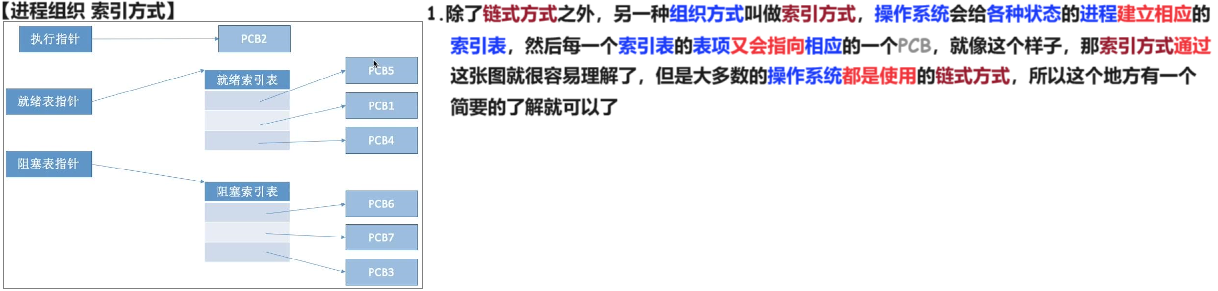 【进程组织 索引方式】
执行指针
PCB2
就绪索引表
PCB5
就绪表指针
PCB1
PCB4
阻塞表指针
阻塞索引表
PCB6
PCB7
PCB3
1.除了链式方式之外，另一种组织方式叫做索引方式，操作系统会给各种状态的进程建立相应的
索引表，然后每一个索引表的表项又会指向相应的一个PCB，就像这个样子，那索引方式通过
这张图就很容易理解了，但是大多数的操作系统都是使用的链式方式，所以这个地方有一个
简要的了解就可以了